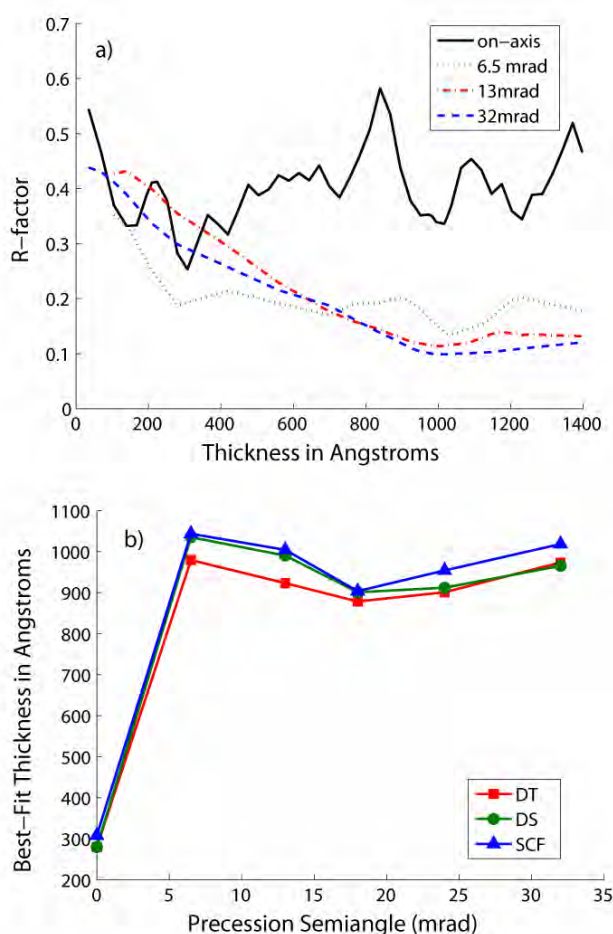 a)
R-factor
0.7
0.6
0.5
0.4
0.3
0.2
0.1
0
on-axis
6.5 mrad
13mrad
32mrad
0 200 400 600 800 1000 1200 1400
Thickness in Angstroms
b)
Best-Fit Thickness in Angstroms
1100
1000
900
800
700
600
500
400
300
200
DT
DS
SCF
0 5 10 15 20 25 30 35
Precession Semiangle (mrad)